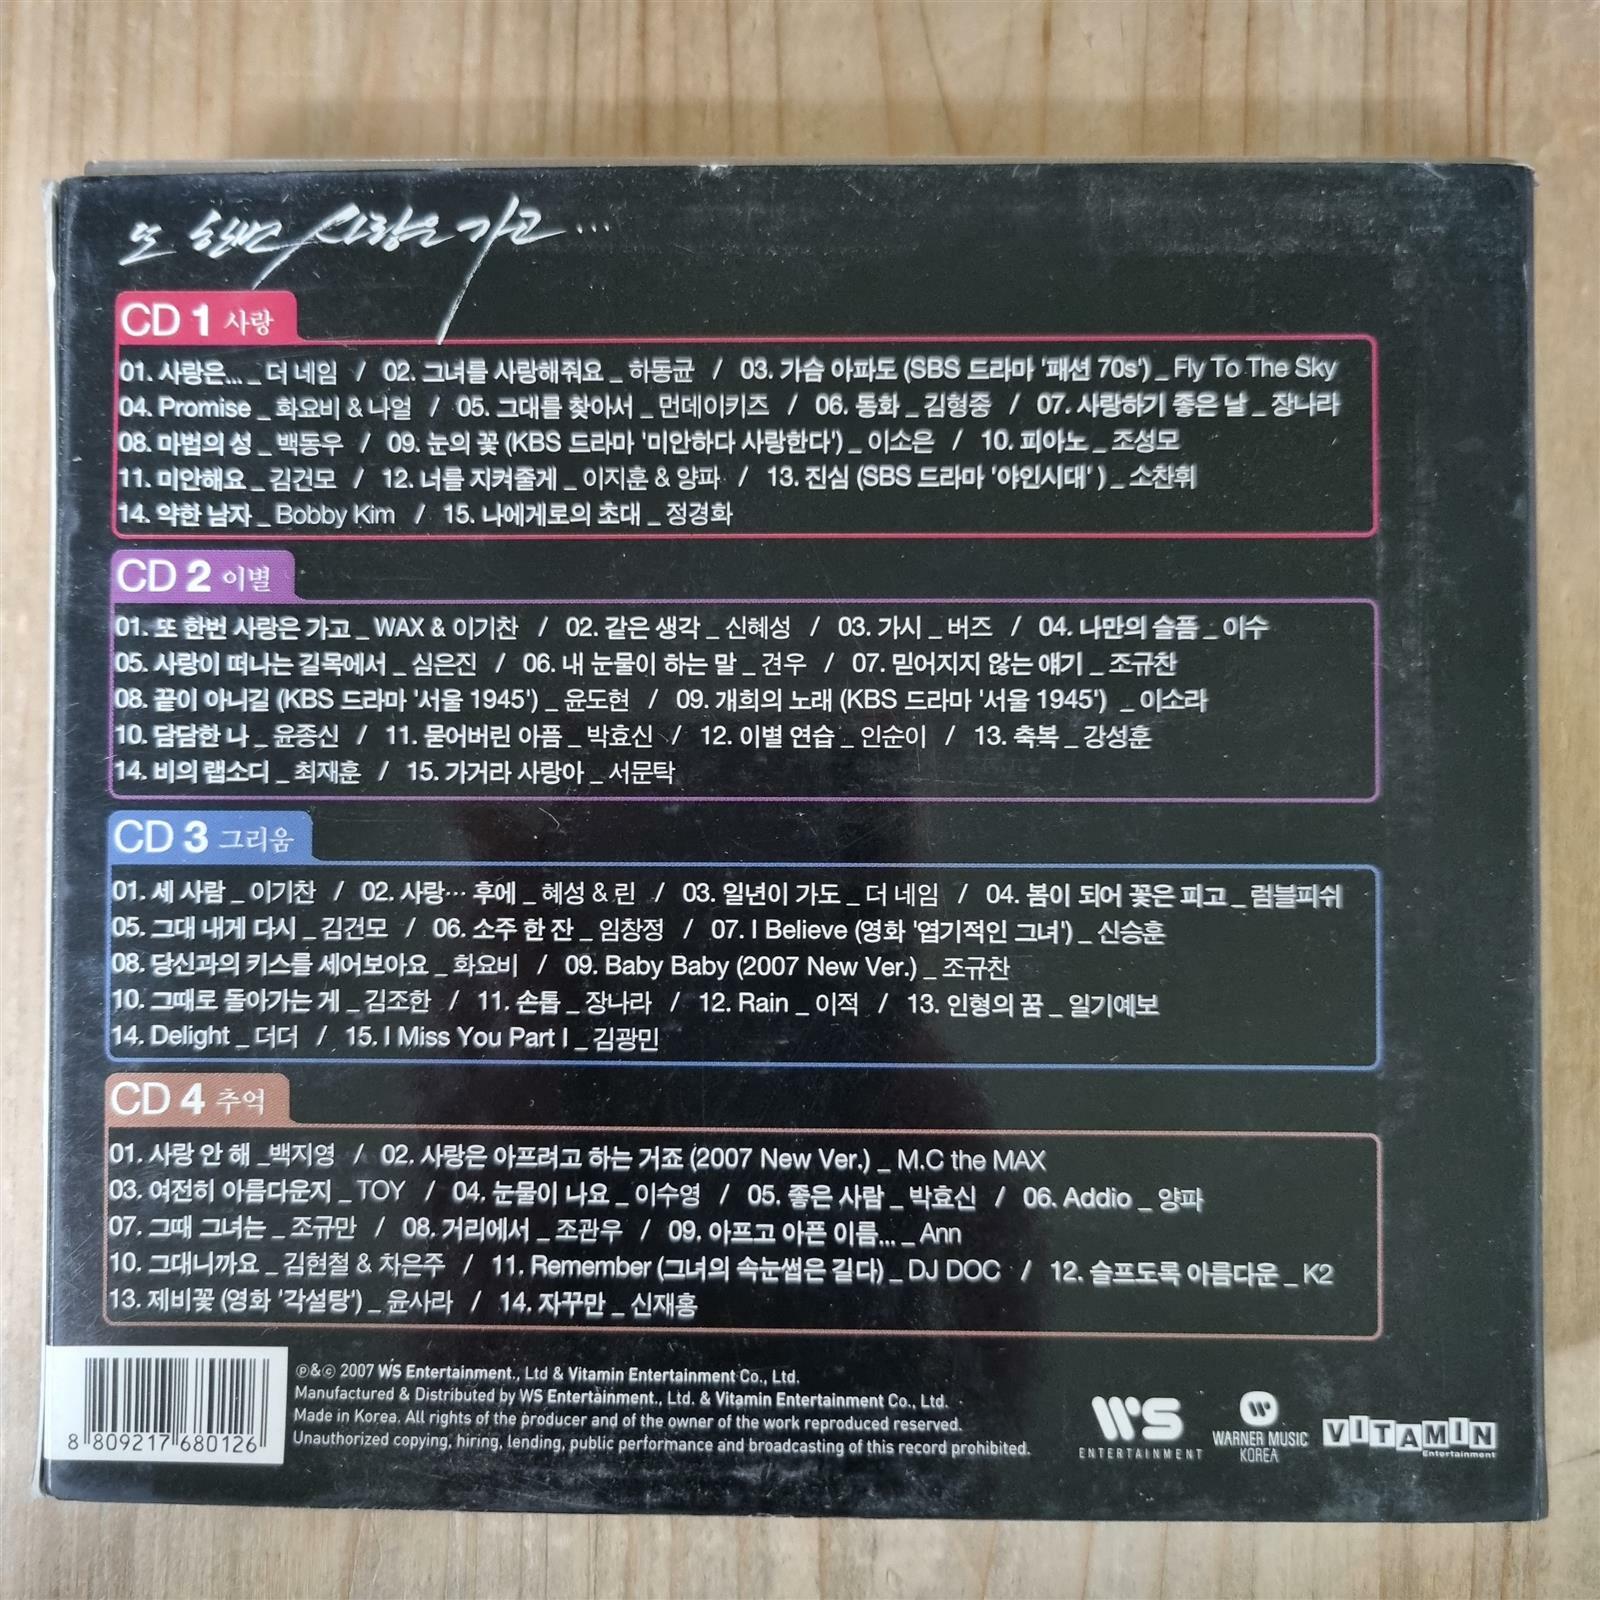 또 한번 사랑은 가고...
CD 1 사랑
01. 사랑은... _ 더 네임 / 02. 그녀를 사랑해줘요 _ 하동균 / 03. 가슴 아파도 (SBS 드라마 '패션 70s') _ Fly To The Sky
04. Promise _ 화요비 & 나얼 / 05. 그대를 찾아서 _ 먼데이키즈 / 06. 동화 _ 김형중 / 07. 사랑하기 좋은 날 _ 장나라
08. 마법의 성 _ 백동우 / 09. 눈의 꽃 (KBS 드라마 '미안하다 사랑한다') _ 이소은 / 10. 피아노 _ 조성모
11. 미안해요 _ 김건모 / 12. 너를 지켜줄게 _ 이지훈 & 양파 / 13. 진심 (SBS 드라마 '야인시대' ) _ 소찬휘
14. 약한 남자 _ Bobby Kim / 15. 나에게로의 초대 _ 정경화
CD 2 이별
01. 또 한번 사랑은 가고 _ WAX & 이기찬 / 02. 같은 생각 _ 신혜성 / 03. 가시 _ 버즈 / 04. 나만의 슬픔 _ 이수
05. 사랑이 떠나는 길목에서 _ 심은진 / 06. 내 눈물이 하는 말 _ 견우 / 07. 믿어지지 않는 얘기 _ 조규찬
08. 끝이 아니길 (KBS 드라마 '서울 1945') _ 윤도현 / 09. 개희의 노래 (KBS 드라마 '서울 1945') _ 이소라
10. 담담한 나 _ 윤종신 / 11. 묻어버린 아픔 _ 박효신 / 12. 이별 연습 _ 인순이 / 13. 축복 _ 강성훈
14. 비의 랩소디 _ 최재훈 / 15. 가거라 사랑아 _ 서문탁
CD 3 그리움
01. 세 사람 _ 이기찬 / 02. 사랑… 후에 _ 혜성 & 린 / 03. 일년이 가도 _ 더 네임 / 04. 봄이 되어 꽃은 피고 _ 럼블피쉬
05. 그대 내게 다시 _ 김건모 / 06. 소주 한 잔 _ 임창정 / 07. I Believe (영화 '엽기적인 그녀') _ 신승훈
08. 당신과의 키스를 세어보아요 _ 화요비 / 09. Baby Baby (2007 New Ver.) _ 조규찬
10. 그때로 돌아가는 게 _ 김조한 / 11. 손톱 _ 장나라 / 12. Rain _ 이적 / 13. 인형의 꿈 _ 일기예보
14. Delight _ 더더 / 15. I Miss You Part I _ 김광민
CD 4 추억
01. 사랑 안 해 _백지영 / 02. 사랑은 아프려고 하는 거죠 (2007 New Ver.) _ M.C the MAX
03. 여전히 아름다운지 _ TOY / 04. 눈물이 나요 _ 이수영 / 05. 좋은 사람 _ 박효신 / 06. Addio _ 양파
07. 그때 그녀는 _ 조규만 / 08. 거리에서 _ 조관우 / 09. 아프고 아픈 이름... _ Ann
10. 그대니까요 _ 김현철 & 차은주 / 11. Remember (그녀의 속눈썹은 길다) _ DJ DOC / 12. 슬프도록 아름다운 _ K2
13. 제비꽃 (영화 '각설탕') _ 윤사라 / 14. 자꾸만 _ 신재홍
℗&© 2007 WS Entertainment., Ltd & Vitamin Entertainment Co., Ltd.
Manufactured & Distributed by WS Entertainment., Ltd. & Vitamin Entertainment Co., Ltd.
Made in Korea. All rights of the producer and of the owner of the work reproduced reserved.
Unauthorized copying, hiring, lending, public performance and broadcasting of this record prohibited.
8 809217 680126
WS ENTERTAINMENT
WARNER MUSIC KOREA
VITAMIN Entertainment